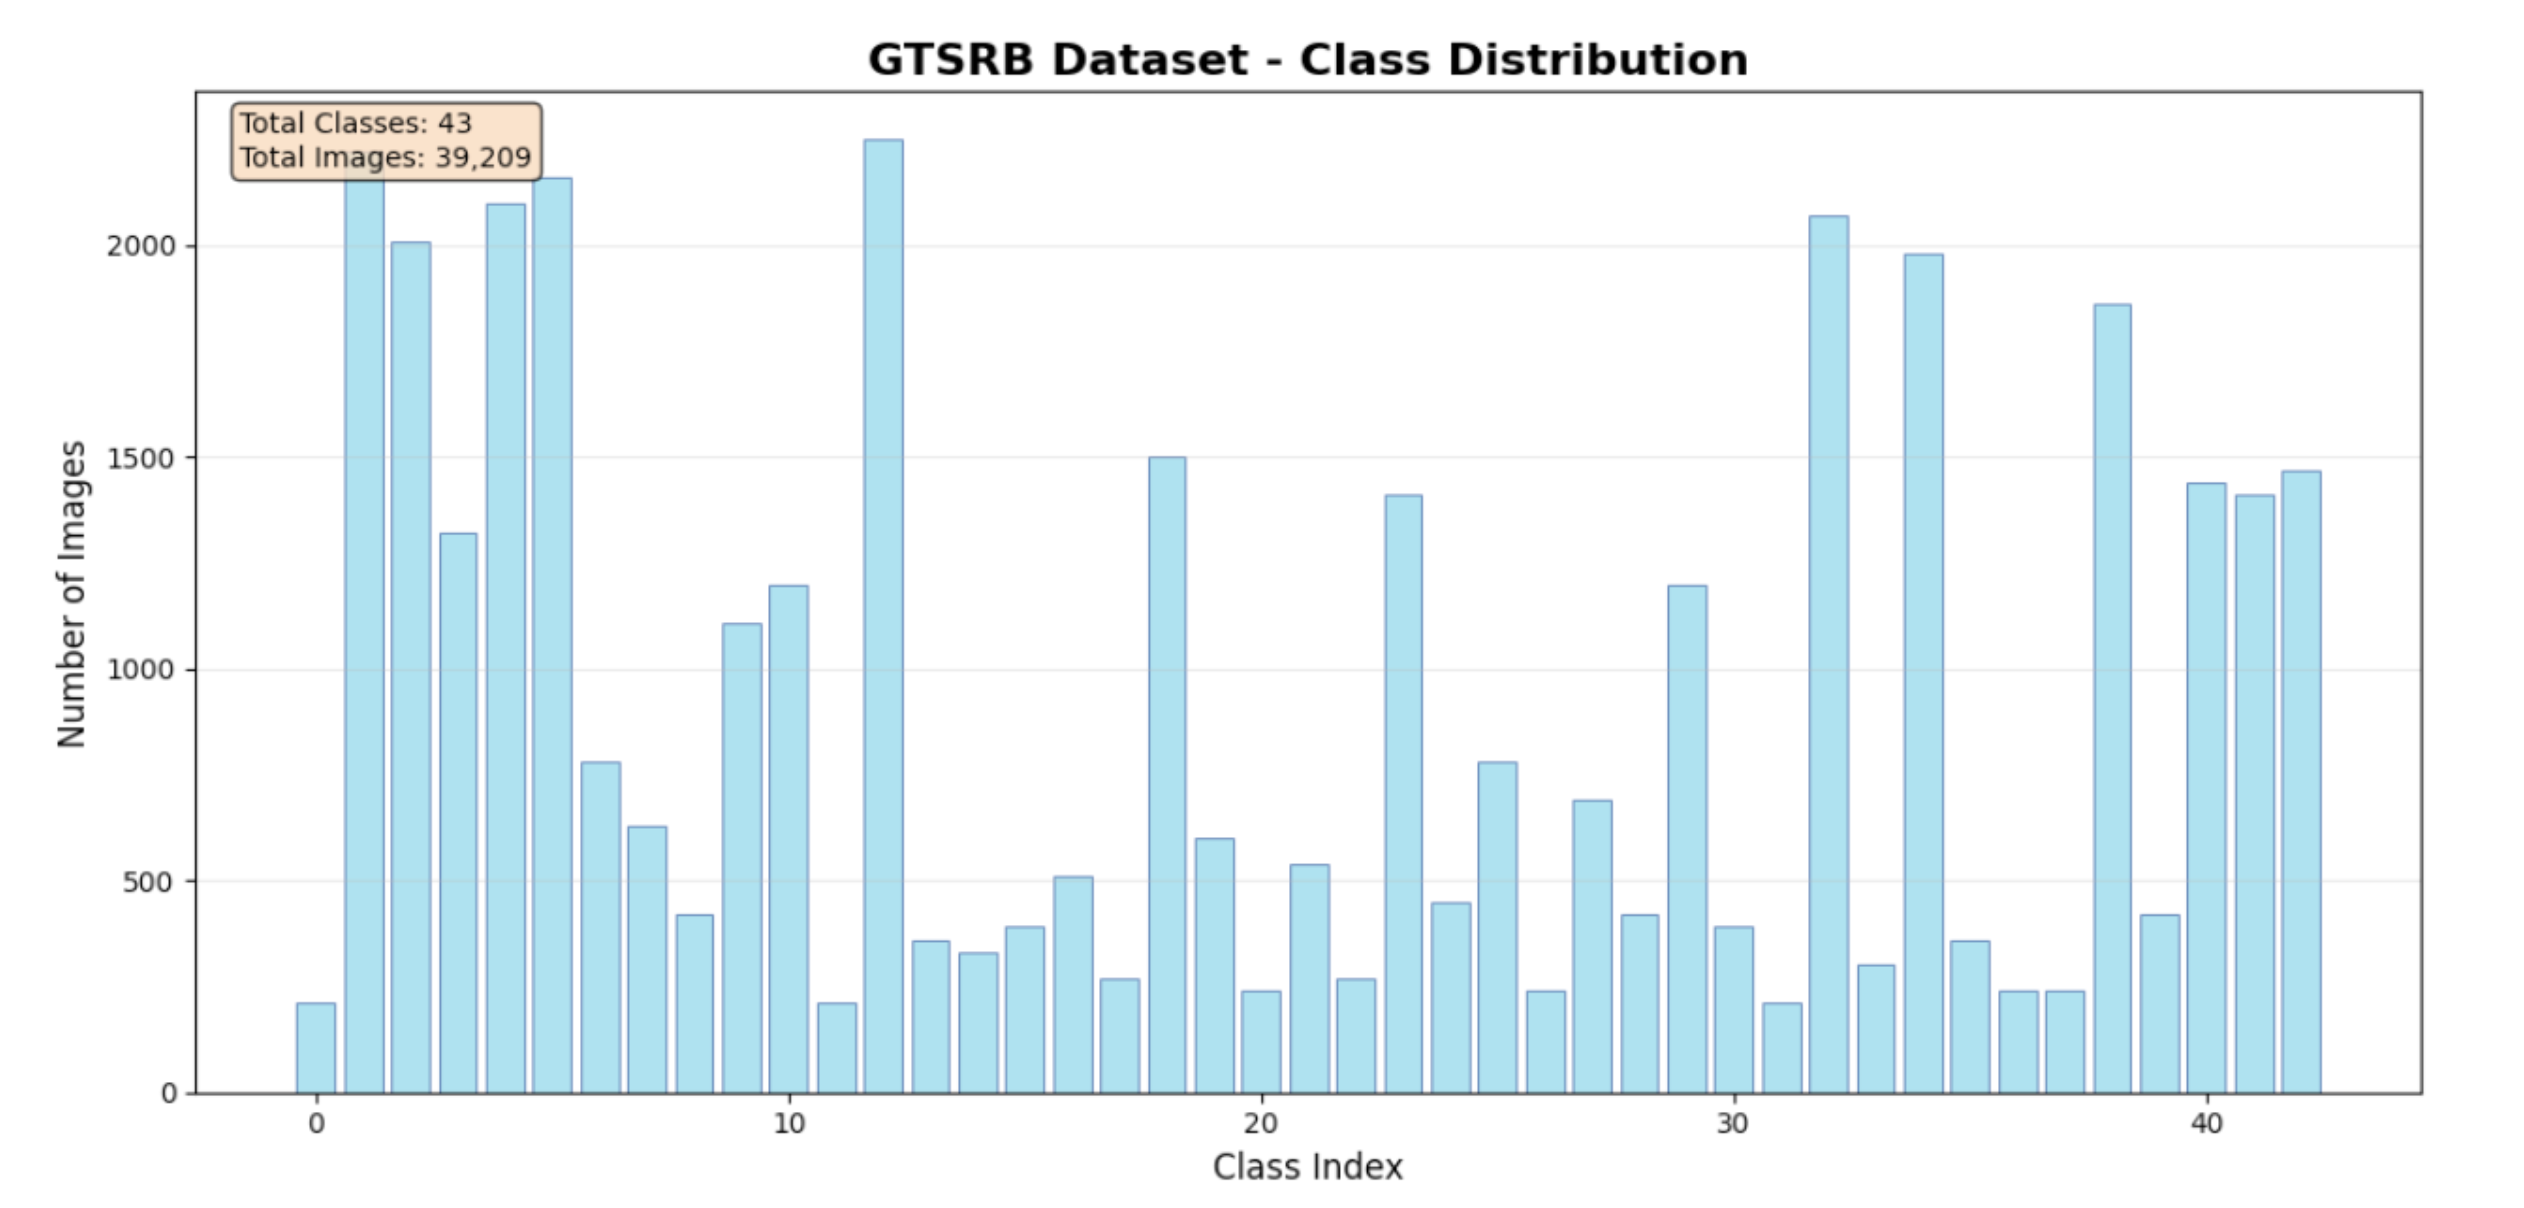 GTSRB Dataset - Class Distribution
Total Classes: 43
Total Images: 39,209
Number of Images
2000
1500
1000
500
0
0 10 20 30 40
Class Index